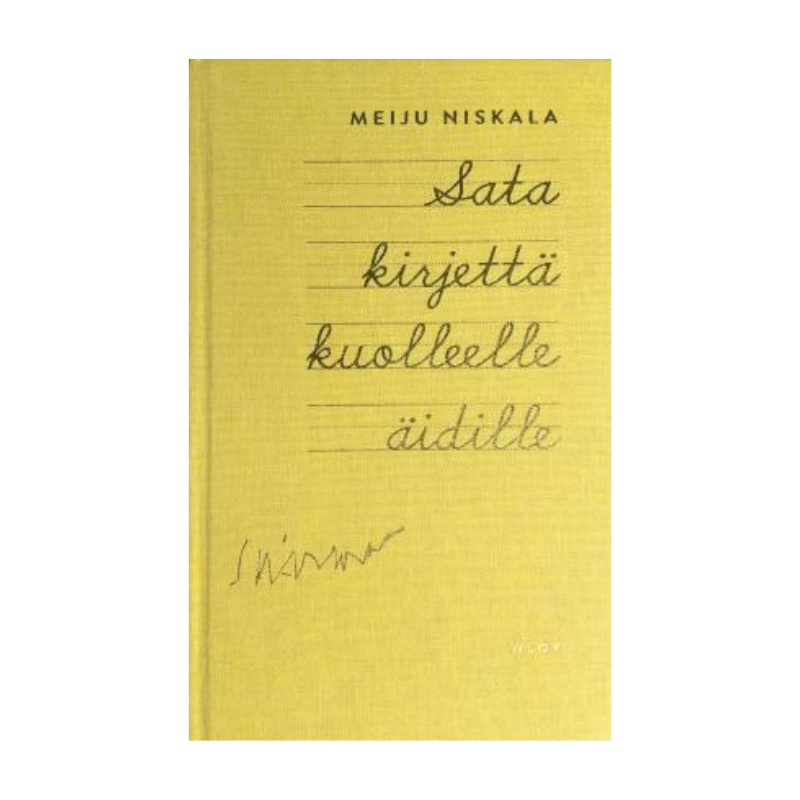 MEIJU NISKALA
Sata
kirjettä
kuolleelle
äidille
WSOY